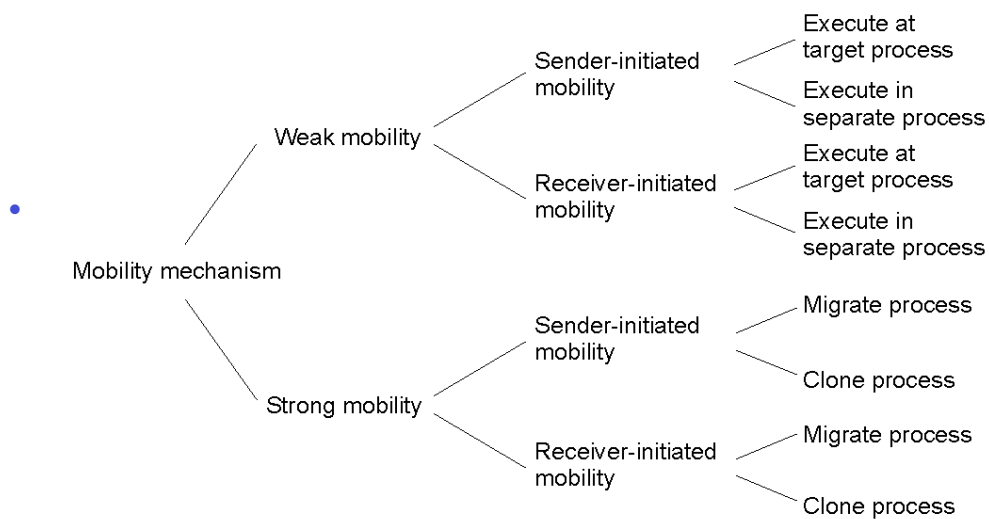 Execute at
target process
Sender-initiated
mobility
Execute in
separate process
Weak mobility
Execute at
target process
Receiver-initiated
mobility
Execute in
separate process
Mobility mechanism
Migrate process
Sender-initiated
mobility
Clone process
Strong mobility
Migrate process
Receiver-initiated
mobility
Clone process